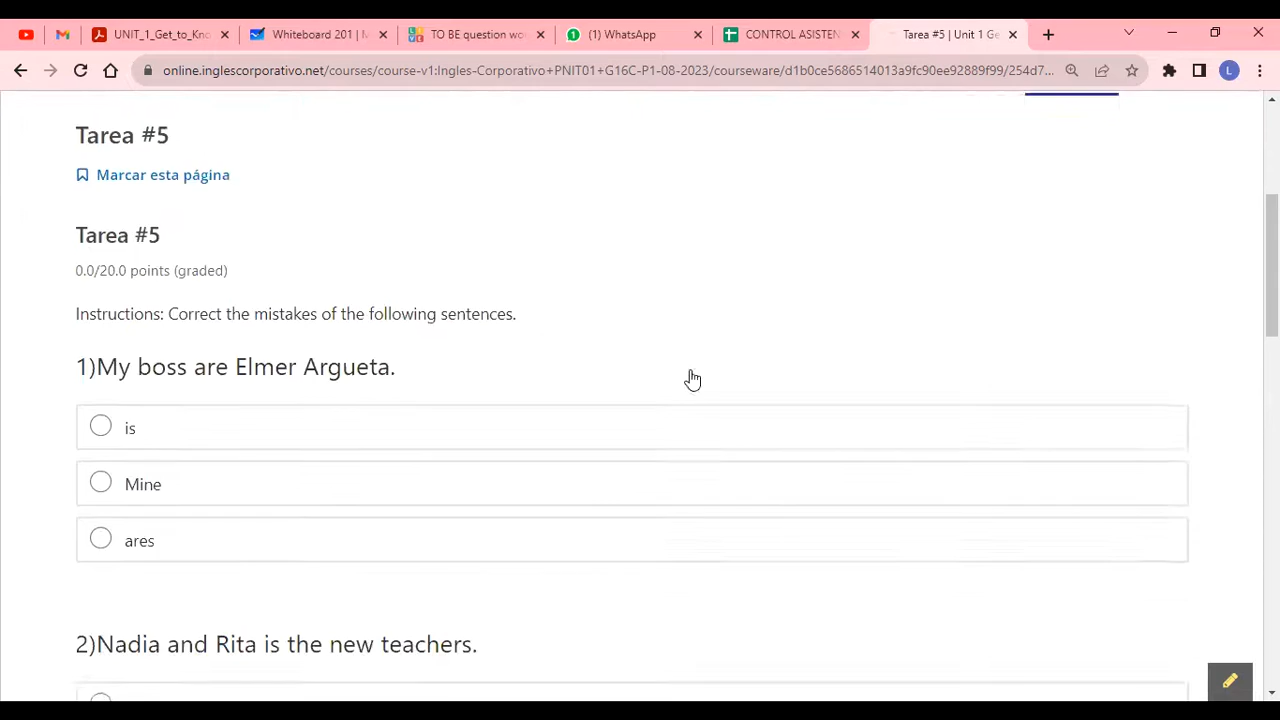 UNIT_1_Get_to_Kno
Whiteboard 201 | M
TO BE question wo
(1) WhatsApp
CONTROL ASISTEN
Tarea #5 | Unit 1 Ge
online.inglescorporativo.net/courses/course-v1:Ingles-Corporativo+PNIT01+G16C-P1-08-2023/courseware/d1b0ce5686514013a9fc90ee92889f99/254d7...
L
Tarea #5
Marcar esta página
Tarea #5
0.0/20.0 points (graded)
Instructions: Correct the mistakes of the following sentences.
1)My boss are Elmer Argueta.
is
Mine
ares
2)Nadia and Rita is the new teachers.